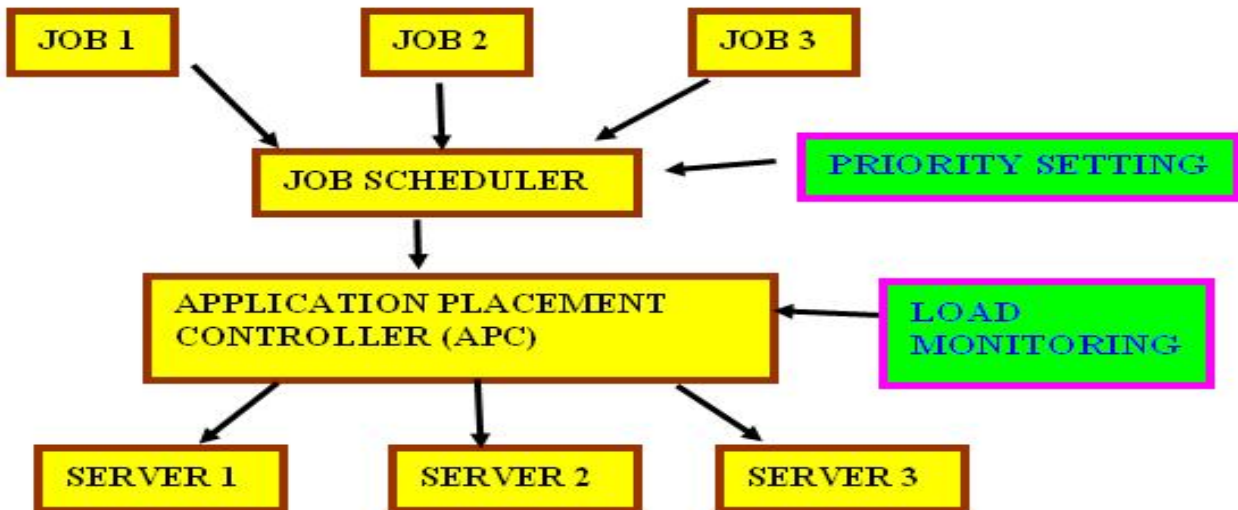 JOB 1
JOB 2
JOB 3
JOB SCHEDULER
PRIORITY SETTING
APPLICATION PLACEMENT
CONTROLLER (APC)
LOAD
MONITORING
SERVER 1
SERVER 2
SERVER 3